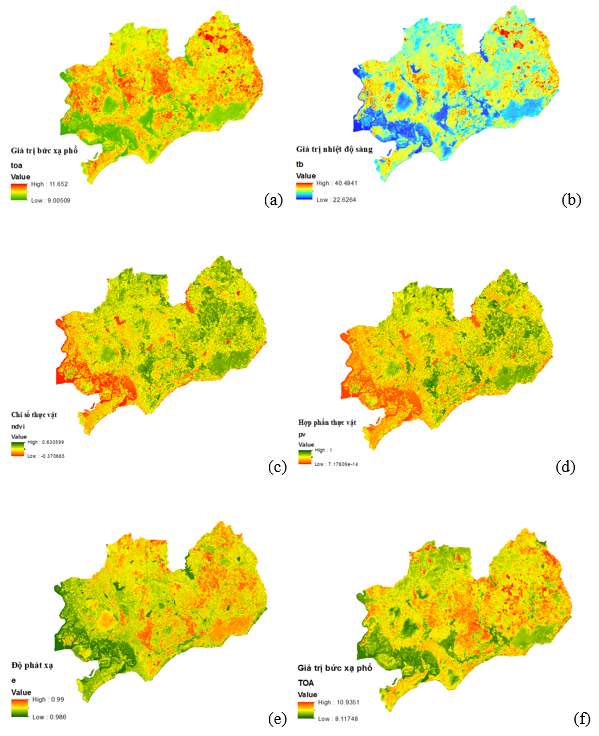 Giá trị bức xạ phổ
toa
Value
High : 11.652
Low : 9.00509
(a)
Giá trị nhiệt độ sáng
tb
Value
High : 40.4841
Low : 22.6264
(b)
Chỉ số thực vật
ndvi
Value
High : 0.630599
Low : -0.370665
(c)
Hợp phần thực vật
pv
Value
High : 1
Low : 7.17609e-14
(d)
Độ phát xạ
e
Value
High : 0.99
Low : 0.986
(e)
Giá trị bức xạ phổ
TOA
Value
High : 10.9351
Low : 8.11748
(f)